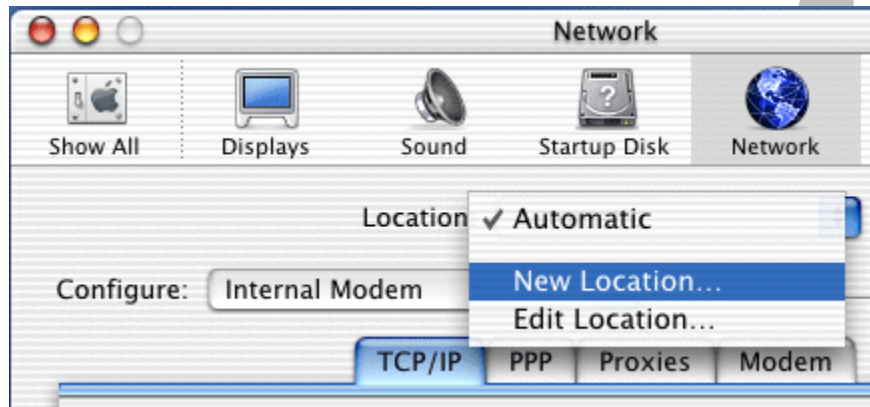 Network
Show All Displays Sound Startup Disk Network
Location ✓ Automatic
New Location...
Configure: Internal Modem
Edit Location...
TCP/IP PPP Proxies Modem